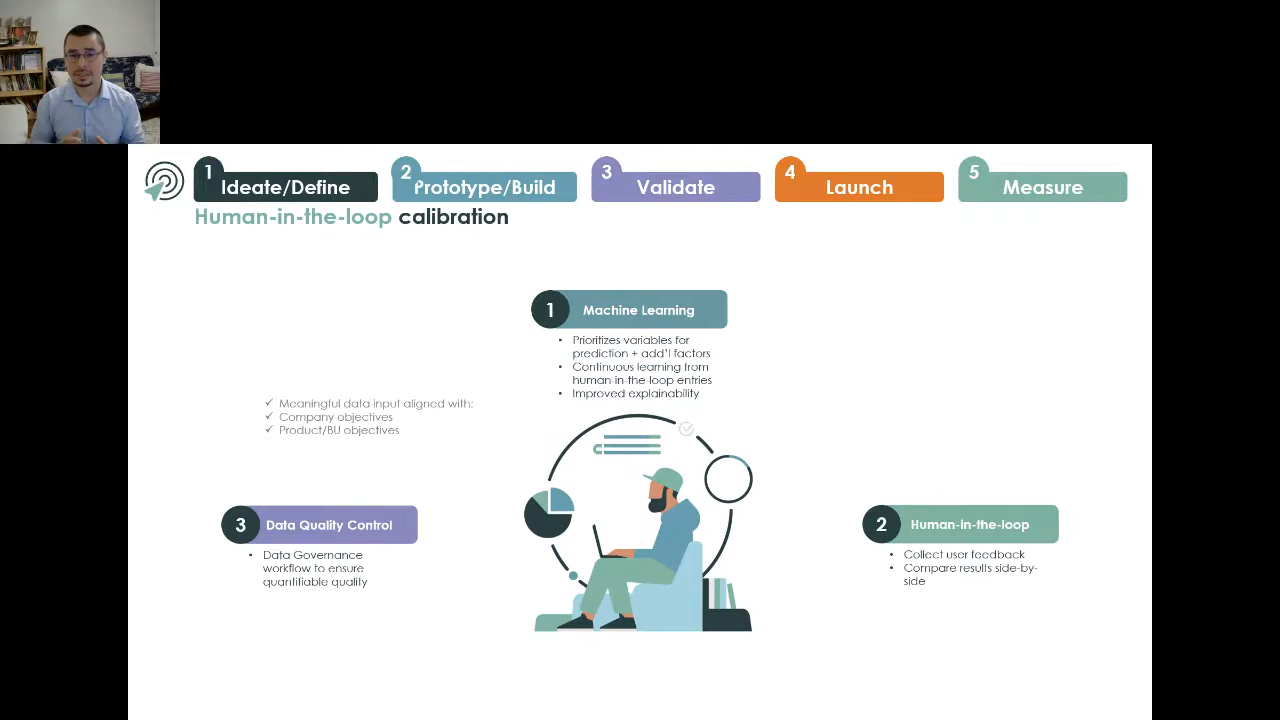 1 Ideate/Define
2 Prototype/Build
3 Validate
4 Launch
5 Measure
Human-in-the-loop calibration
1 Machine Learning
• Prioritizes variables for
prediction + add'l factors
• Continuous learning from
human-in-the-loop entries
• Improved explainability
✓ Meaningful data input aligned with:
✓ Company objectives
✓ Product/BU objectives
3 Data Quality Control
• Data Governance
workflow to ensure
quantifiable quality
2 Human-in-the-loop
• Collect user feedback
• Compare results side-by-
side